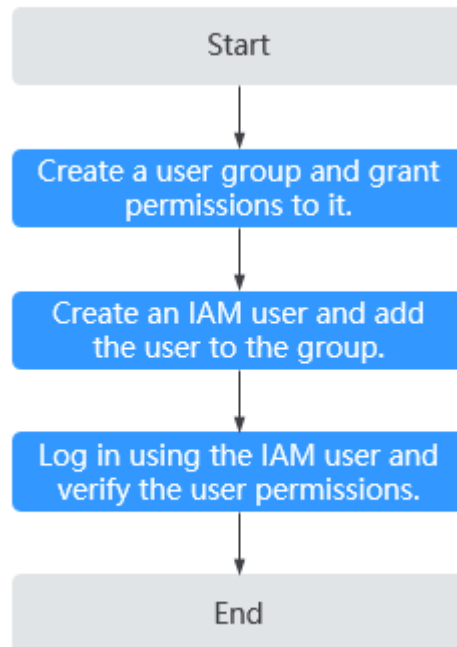 Start
Create a user group and grant
permissions to it.
Create an IAM user and add
the user to the group.
Log in using the IAM user and
verify the user permissions.
End